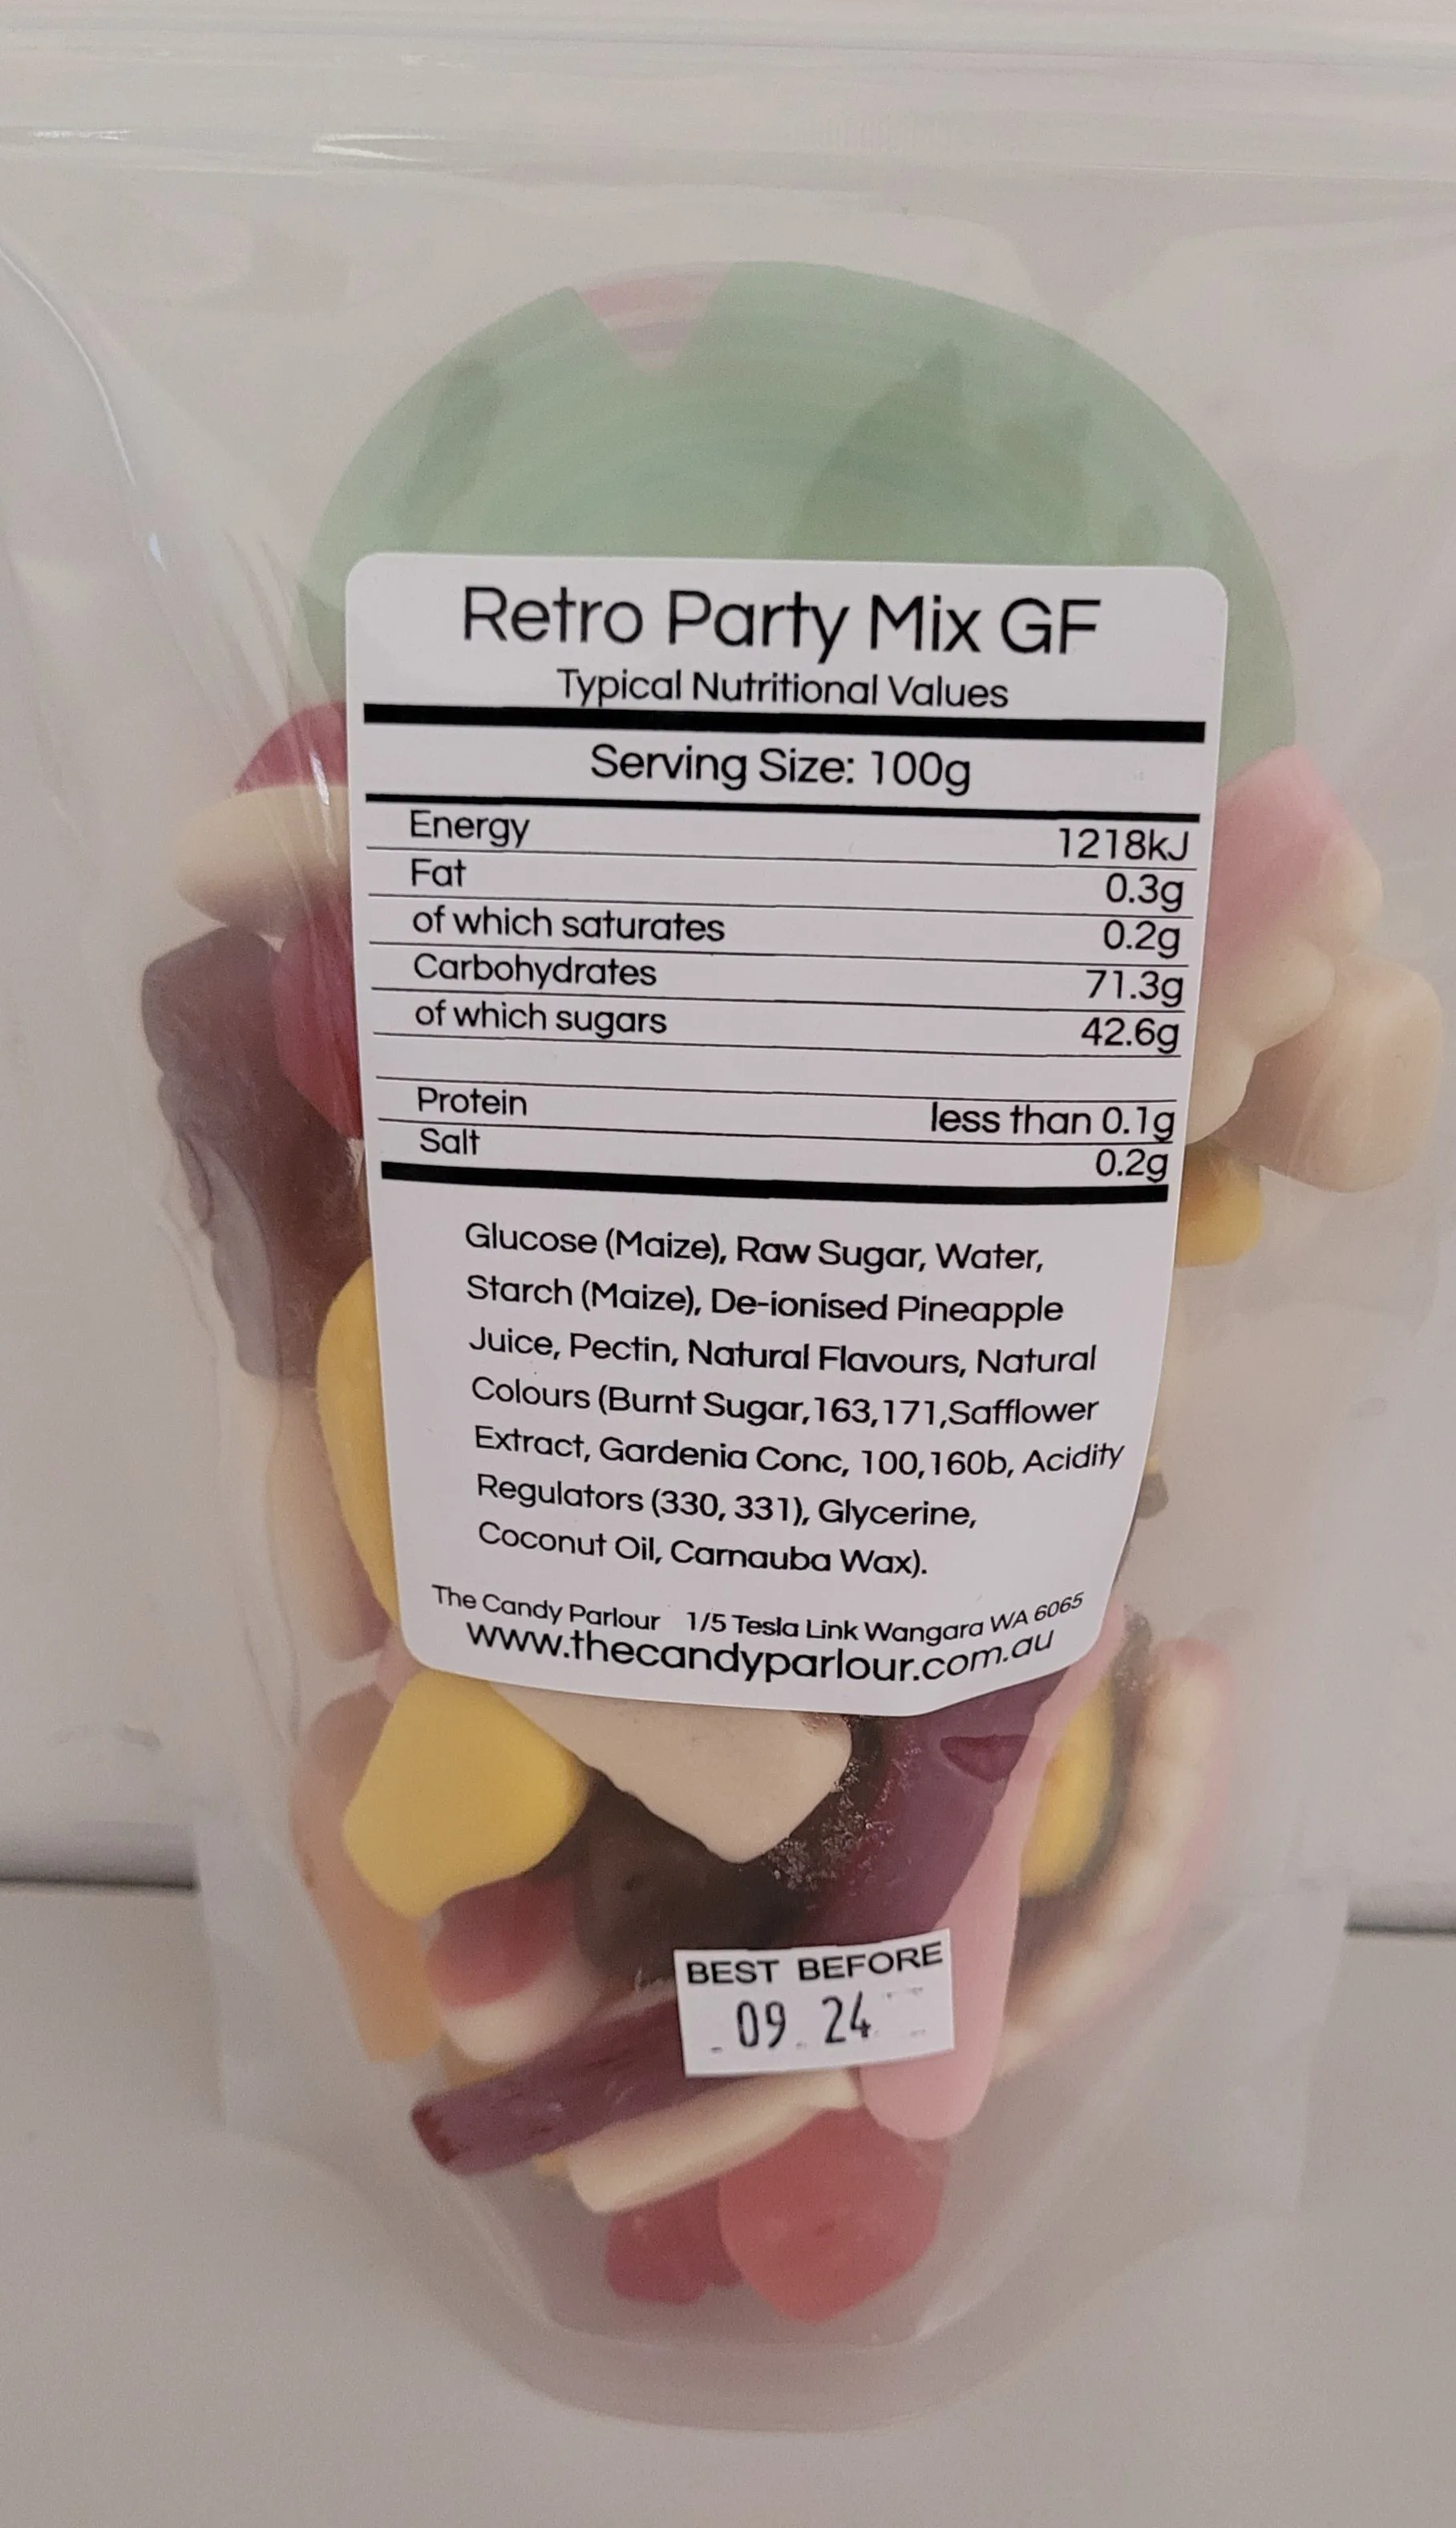 Retro Party Mix GF
Typical Nutritional Values
Serving Size: 100g
Energy 1218kJ
Fat 0.3g
of which saturates 0.2g
Carbohydrates 71.3g
of which sugars 42.6g
Protein less than 0.1g
Salt 0.2g
Glucose (Maize), Raw Sugar, Water,
Starch (Maize), De-ionised Pineapple
Juice, Pectin, Natural Flavours, Natural
Colours (Burnt Sugar,163,171,Safflower
Extract, Gardenia Conc, 100,160b, Acidity
Regulators (330, 331), Glycerine,
Coconut Oil, Carnauba Wax).
The Candy Parlour 1/5 Tesla Link Wangara WA 6065
www.thecandyparlour.com.au
BEST BEFORE
09 24